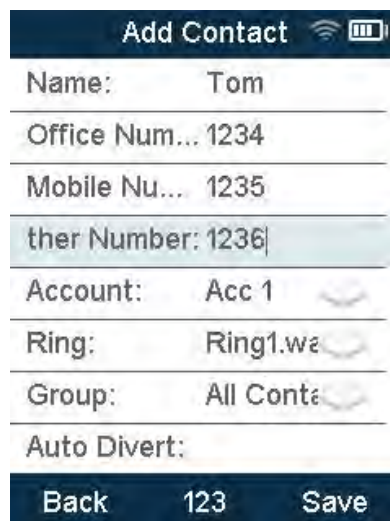 Add Contact
Name: Tom
Office Num... 1234
Mobile Nu... 1235
ther Number: 1236
Account: Acc 1
Ring: Ring1.wa
Group: All Conta
Auto Divert:
Back 123 Save